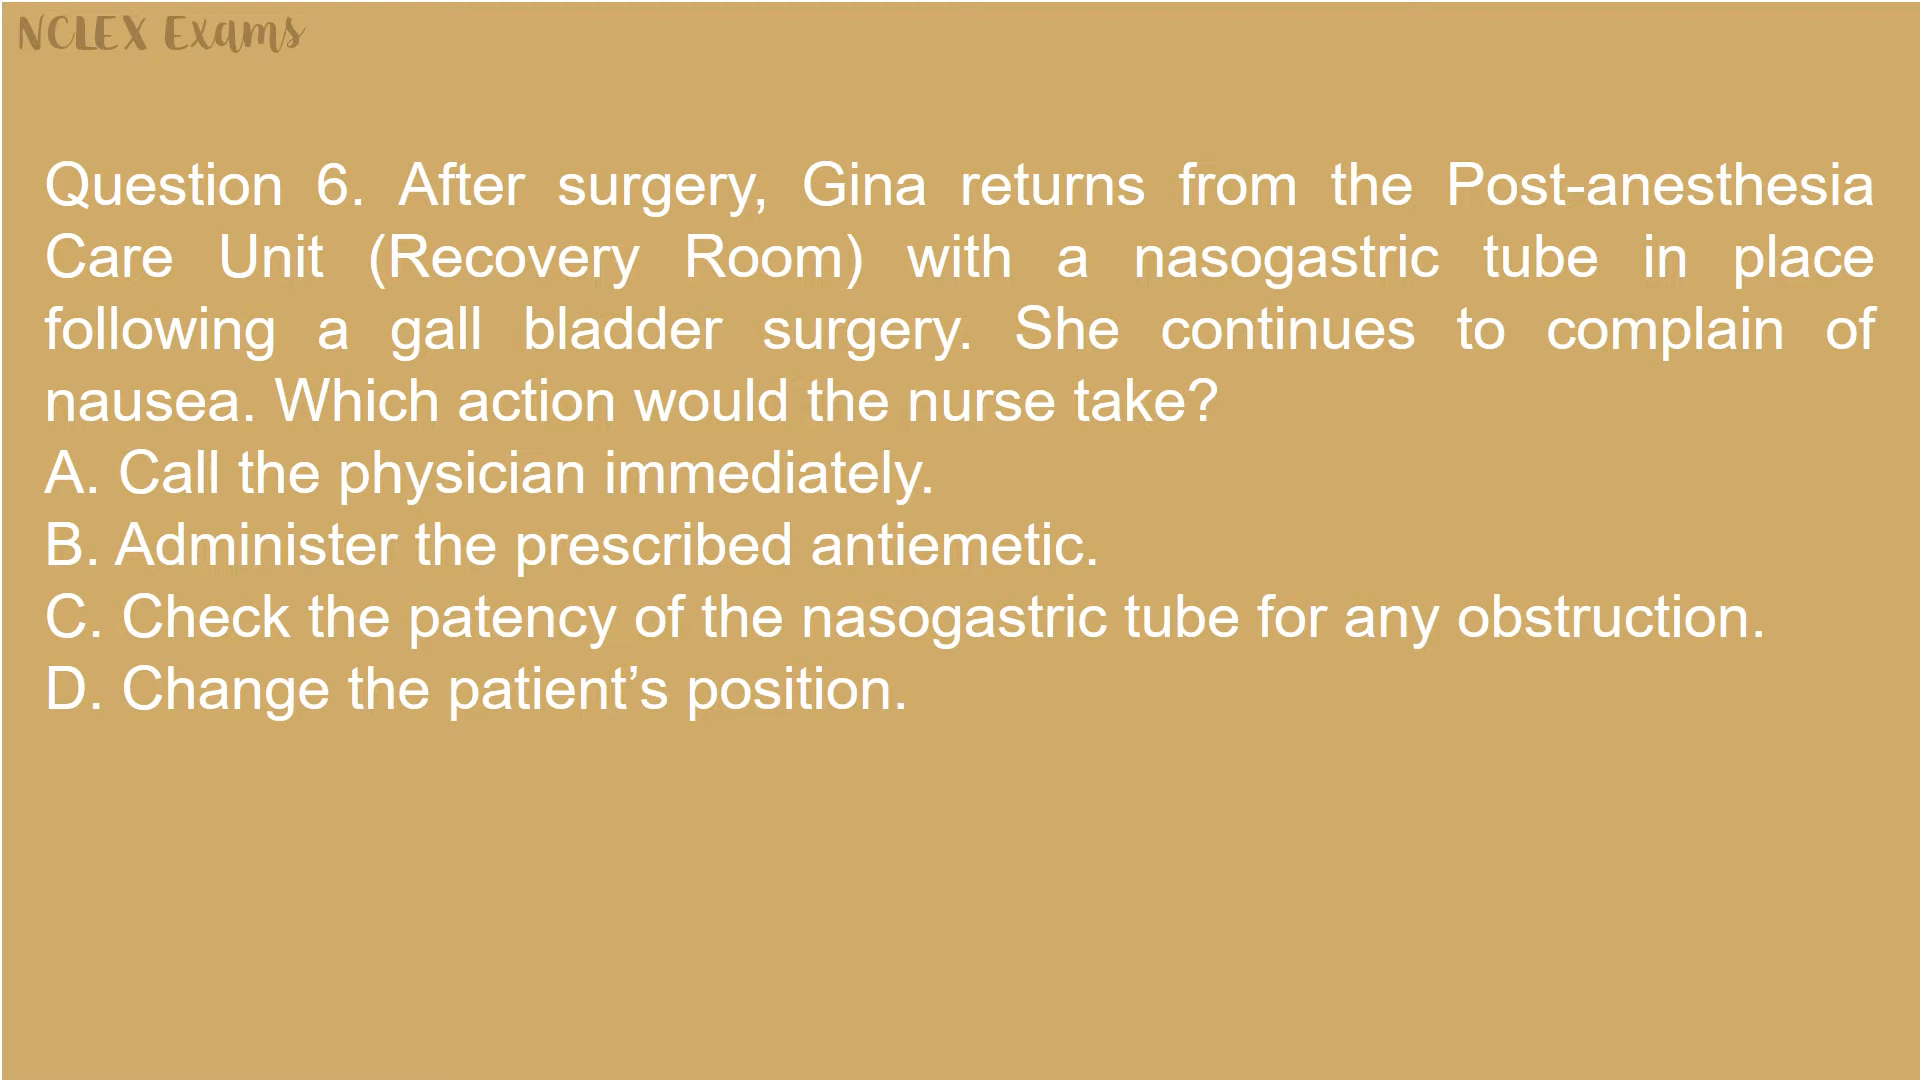 NCLEX Exams
Question 6. After surgery, Gina returns from the Post-anesthesia
Care Unit (Recovery Room) with a nasogastric tube in place
following a gall bladder surgery. She continues to complain of
nausea. Which action would the nurse take?
A. Call the physician immediately.
B. Administer the prescribed antiemetic.
C. Check the patency of the nasogastric tube for any obstruction.
D. Change the patient’s position.